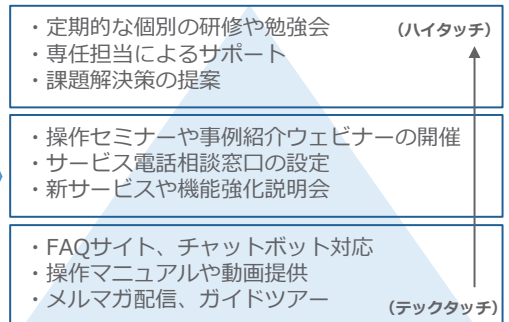 ・定期的な個別の研修や勉強会 (ハイタッチ)
・専任担当によるサポート
・課題解決策の提案
・操作セミナーや事例紹介ウェビナーの開催
・サービス電話相談窓口の設定
・新サービスや機能強化説明会
・FAQサイト、チャットボット対応
・操作マニュアルや動画提供
・メルマガ配信、ガイドツアー (テックタッチ)